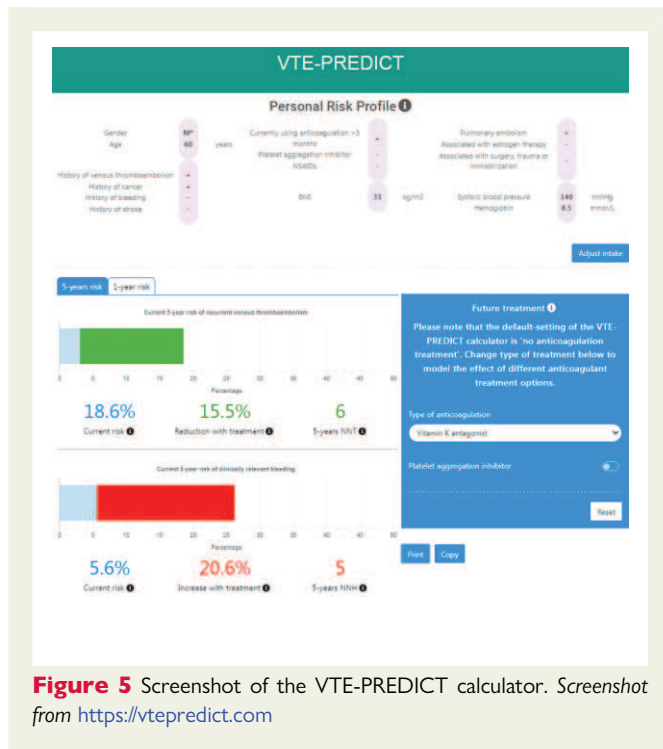 VTE-PREDICT
Personal Risk Profile
Gender M*
Age 60 years
History of venous thromboembolism +
History of cancer +
History of bleeding -
History of stroke -
Currently using anticoagulation >3
months +
Platelet aggregation inhibitor -
NSAIDs -
BMI 33 kg/m2
Pulmonary embolism +
Associated with estrogen therapy -
Associated with surgery, trauma or
immobilization -
Systolic blood pressure 140 mmHg
Hemoglobin 8.5 mmol/L
Adjust intake
5-years risk 1-year risk
Current 5-year risk of recurrent venous thromboembolism
0 5 10 15 20 25 30 35 40 45 50
Percentage
18.6% 15.5% 6
Current risk Reduction with treatment 5-years NNT
Current 5-year risk of clinically relevant bleeding
0 5 10 15 20 25 30 35 40 45 50
Percentage
5.6% 20.6% 5
Current risk Increase with treatment 5-years NNH
Future treatment
Please note that the default-setting of the VTE-
PREDICT calculator is 'no anticoagulation
treatment'. Change type of treatment below to
model the effect of different anticoagulant
treatment options.
Type of anticoagulation
Vitamin K antagonist
Platelet aggregation inhibitor
Reset
Print Copy
Figure 5 Screenshot of the VTE-PREDICT calculator. Screenshot
from https://vtepredict.com